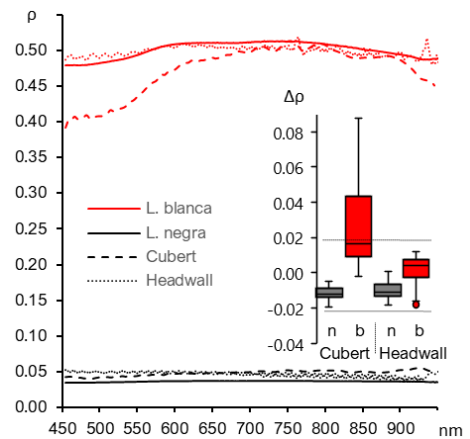 ρ
0.50
0.45
0.40
0.35
0.30
0.25
0.20
0.15
0.10
0.05
0.00
450 500 550 600 650 700 750 800 850 900 nm
L. blanca
L. negra
Cubert
Headwall
Δρ
0.08
0.06
0.04
0.02
0.00
-0.02
-0.04
n b n b
Cubert Headwall